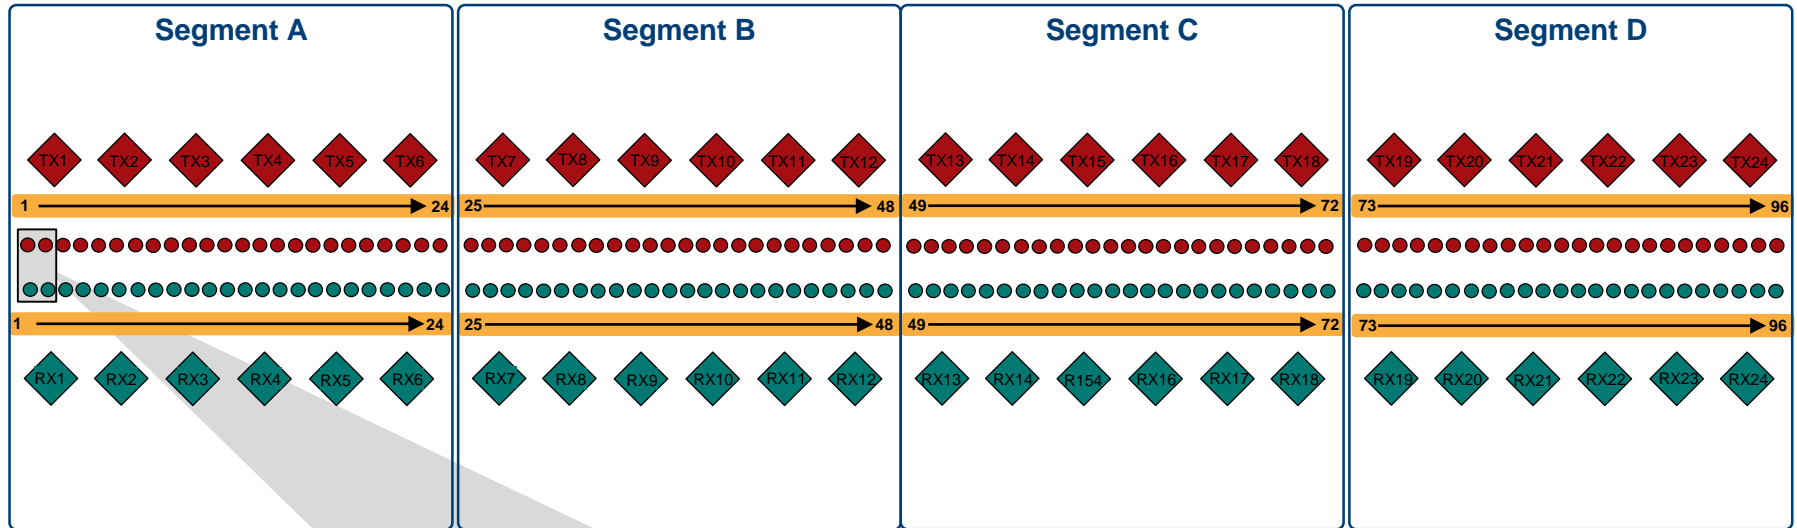 Segment A Segment B Segment C Segment D
TX1 TX2 TX3 TX4 TX5 TX6 TX7 TX8 TX9 TX10 TX11 TX12 TX13 TX14 TX15 TX16 TX17 TX18 TX19 TX20 TX21 TX22 TX23 TX24
1 24 25 48 49 72 73 96
1 24 25 48 49 72 73 96
RX1 RX2 RX3 RX4 RX5 RX6 RX7 RX8 RX9 RX10 RX11 RX12 RX13 RX14 R154 RX16 RX17 RX18 RX19 RX20 RX21 RX22 RX23 RX24